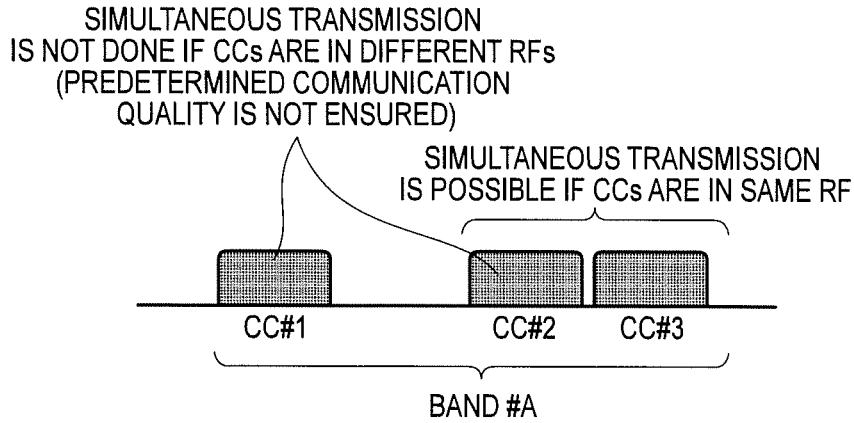 SIMULTANEOUS TRANSMISSION
IS NOT DONE IF CCs ARE IN DIFFERENT RFs
(PREDETERMINED COMMUNICATION
QUALITY IS NOT ENSURED)
SIMULTANEOUS TRANSMISSION
IS POSSIBLE IF CCs ARE IN SAME RF
CC#1
CC#2
CC#3
BAND #A